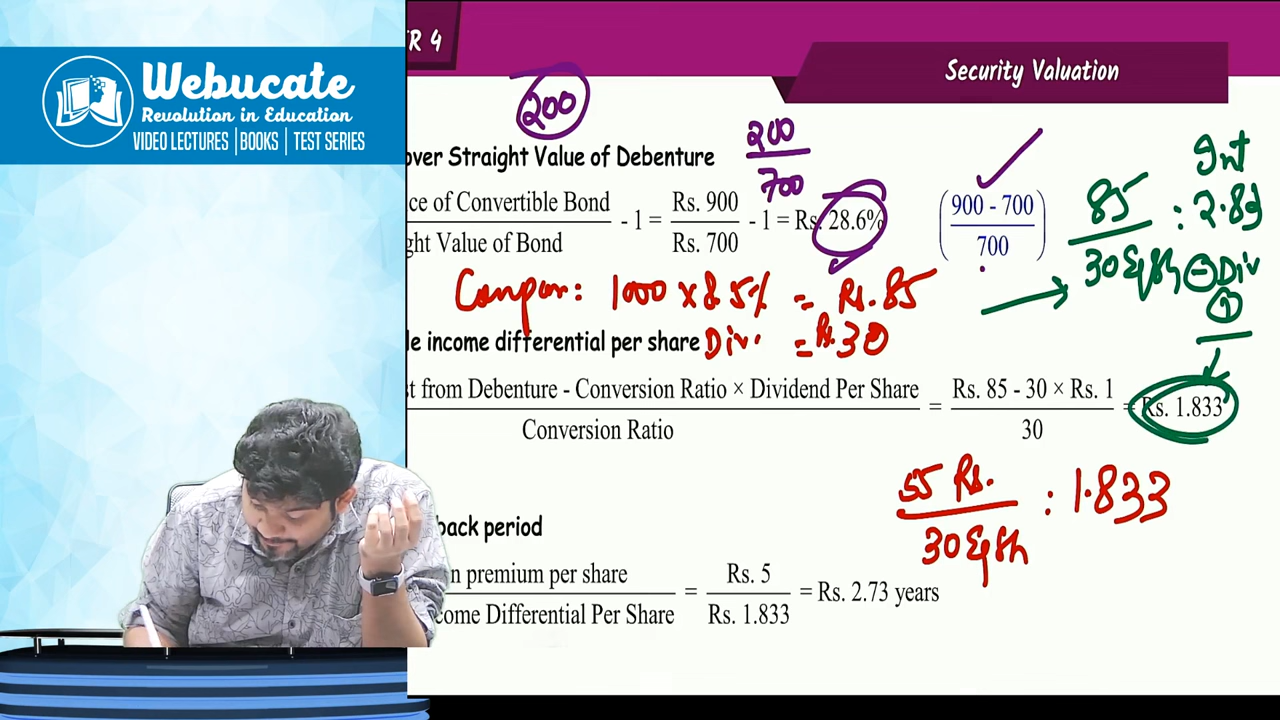 Webucate
Revolution in Education
VIDEO LECTURES | BOOKS | TEST SERIES
R 4
Security Valuation
200
over Straight Value of Debenture
200
700
ce of Convertible Bond
ght Value of Bond
- 1 = Rs. 900 / Rs. 700 - 1 = Rs. 28.6%
(900 - 700 / 700)
Int
85 / 30 Eq Sh : 2.83
- Div 1
Compar : 1000 × 8.5% = Rs. 85
le income differential per share Div. = Rs. 30
st from Debenture - Conversion Ratio × Dividend Per Share
Conversion Ratio
= Rs. 85 - 30 × Rs. 1 / 30 = Rs. 1.833
55 Rs. / 30 Eq Sh : 1.833
back period
n premium per share
come Differential Per Share
= Rs. 5 / Rs. 1.833 = Rs. 2.73 years